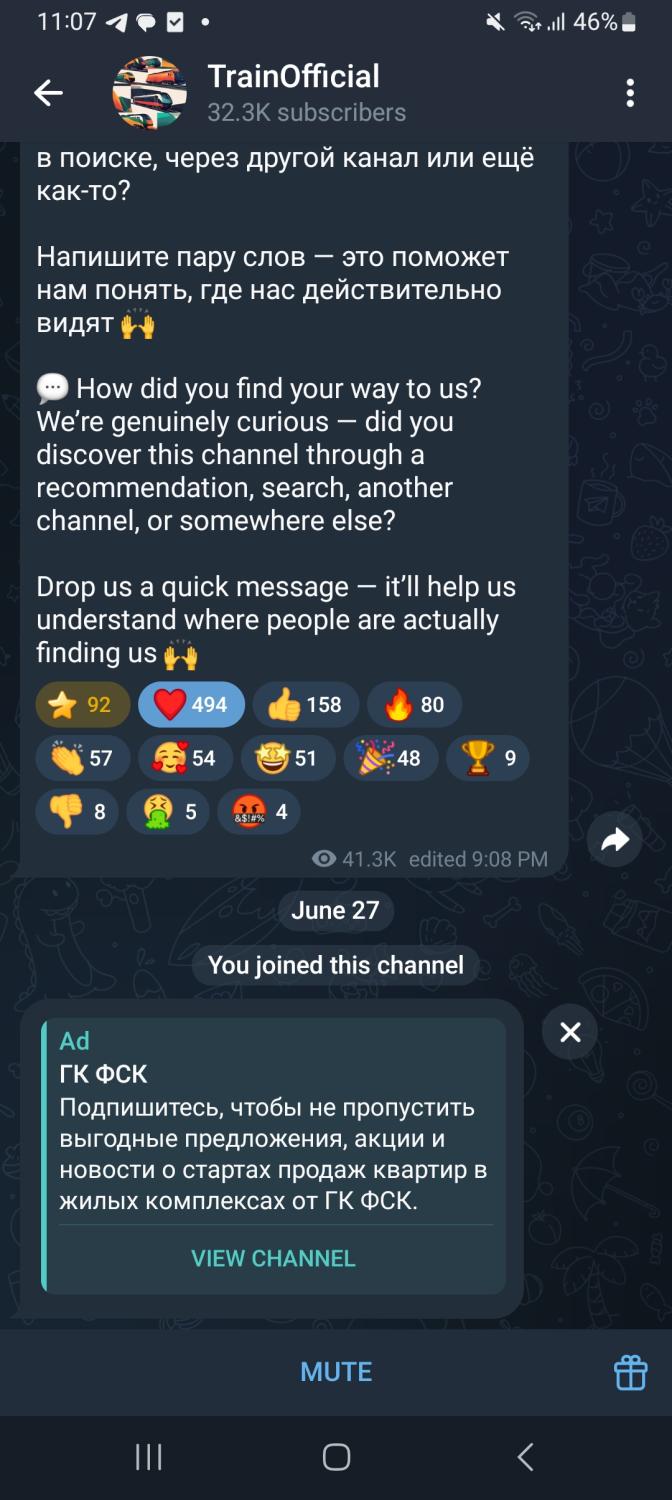 11:07
46%
TrainOfficial
32.3K subscribers
в поиске, через другой канал или ещё
как-то?
Напишите пару слов — это поможет
нам понять, где нас действительно
видят 🙌
💬 How did you find your way to us?
We’re genuinely curious — did you
discover this channel through a
recommendation, search, another
channel, or somewhere else?
Drop us a quick message — it’ll help us
understand where people are actually
finding us 🙌
⭐ 92 ❤️ 494 👍 158 🔥 80
👏 57 🥰 54 🤩 51 🎉 48 🏆 9
👎 8 🤮 5 🤬 4
41.3K edited 9:08 PM
June 27
You joined this channel
Ad
ГК ФСК
Подпишитесь, чтобы не пропустить
выгодные предложения, акции и
новости о стартах продаж квартир в
жилых комплексах от ГК ФСК.
VIEW CHANNEL
MUTE